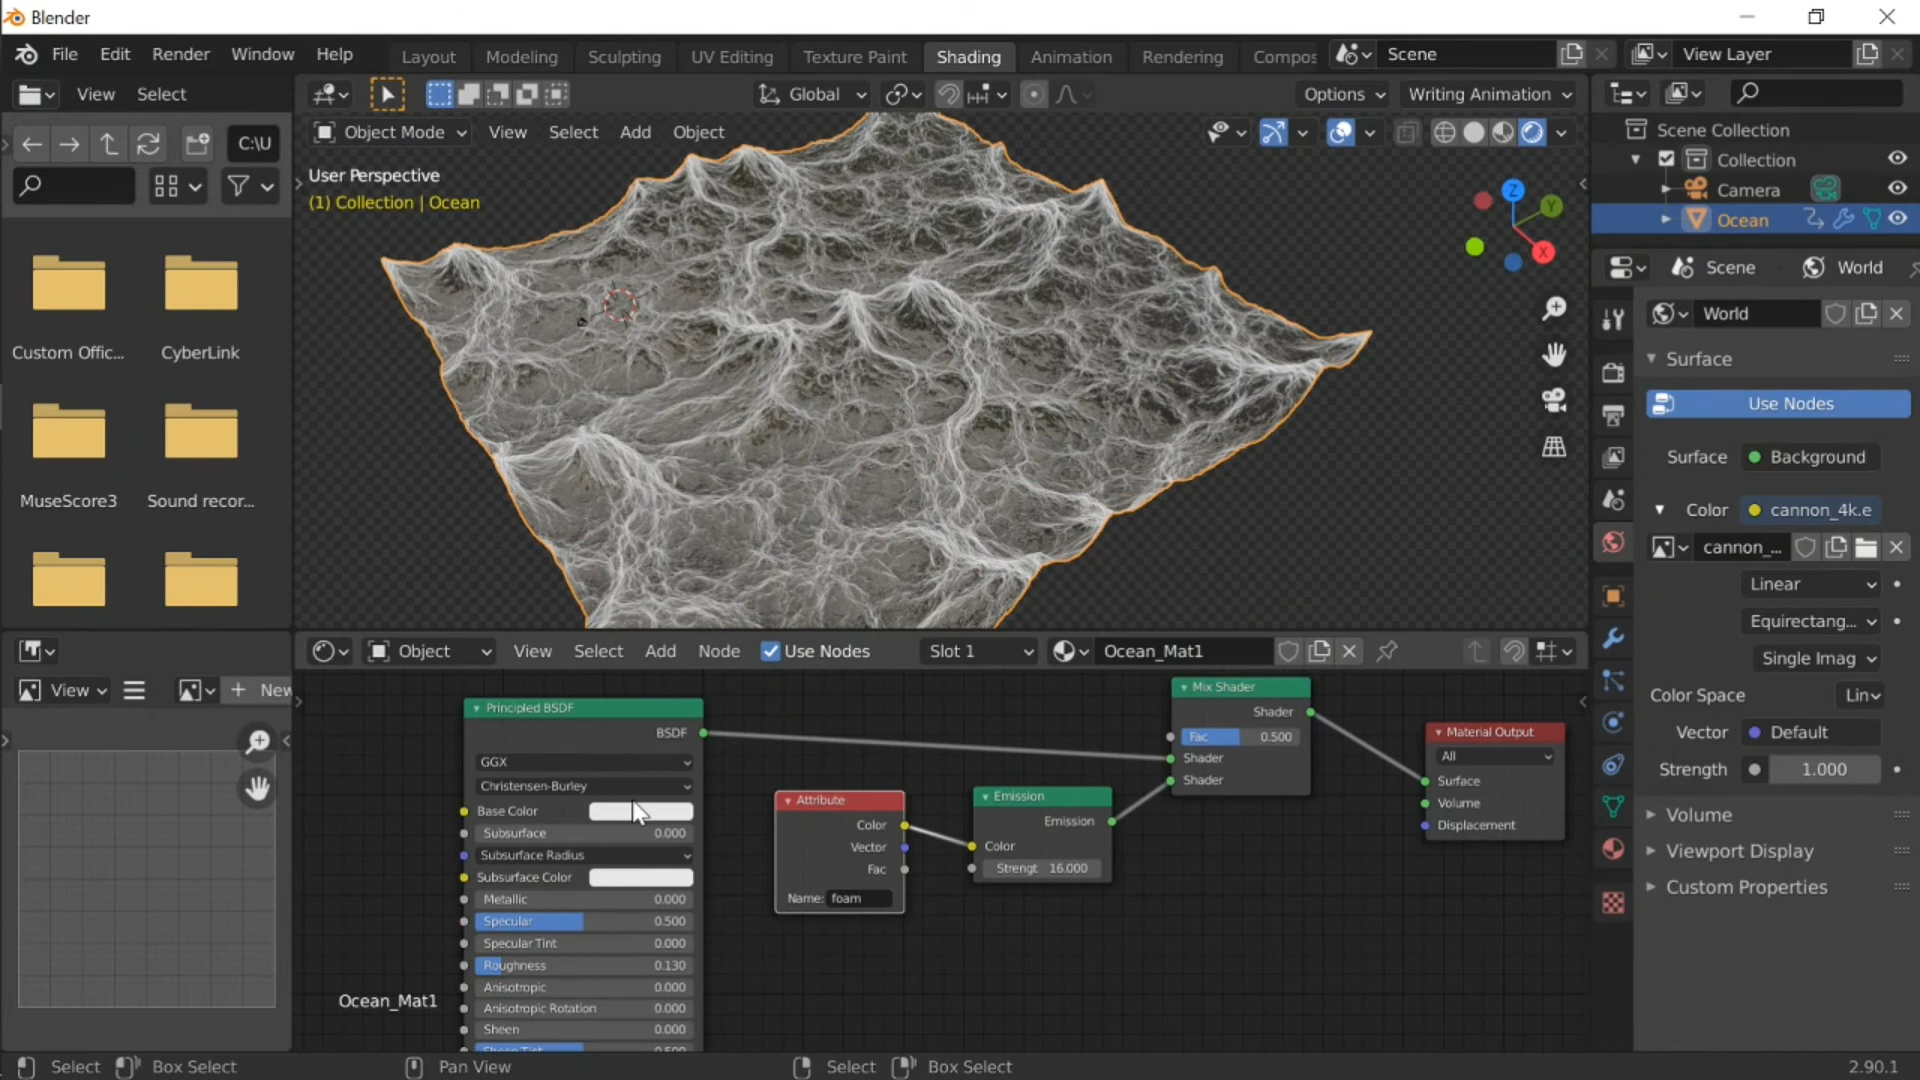 Blender
File Edit Render Window Help
Layout Modeling Sculpting UV Editing Texture Paint Shading Animation Rendering Compos
Scene
View Layer
View Select
Global
Options
Writing Animation
Object Mode View Select Add Object
C:\U
User Perspective
(1) Collection | Ocean
Z
Y
X
Custom Offic...
CyberLink
MuseScore3
Sound recor...
Scene Collection
Collection
Camera
Ocean
Scene
World
World
Surface
Use Nodes
Surface
Background
Color
cannon_4k.e
cannon_...
Linear
Equirectang...
Single Imag
Color Space
Lin
Vector
Default
Strength
1.000
Volume
Viewport Display
Custom Properties
View
New
Object View Select Add Node Use Nodes Slot 1 Ocean_Mat1
Principled BSDF
BSDF
GGX
Christensen-Burley
Base Color
Subsurface 0.000
Subsurface Radius
Subsurface Color
Metallic 0.000
Specular 0.500
Specular Tint 0.000
Roughness 0.130
Anisotropic 0.000
Anisotropic Rotation 0.000
Sheen 0.000
Sheen Tint 0.500
Attribute
Color
Vector
Fac
Name: foam
Emission
Emission
Color
Strengt 16.000
Mix Shader
Shader
Fac 0.500
Shader
Shader
Material Output
All
Surface
Volume
Displacement
Ocean_Mat1
Select Box Select Pan View Select Box Select 2.90.1